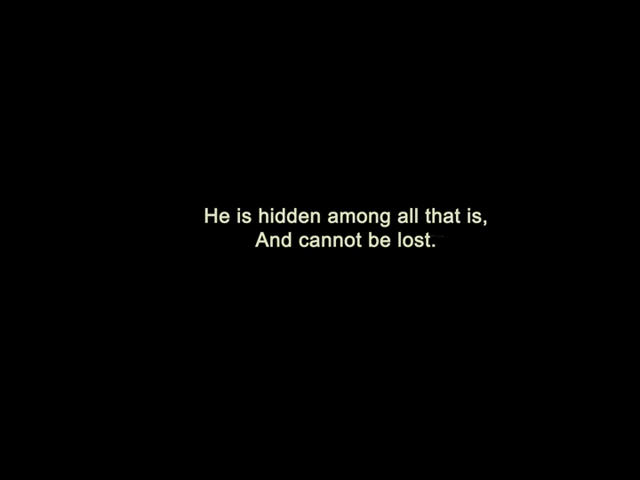 He is hidden among all that is,
And cannot be lost.